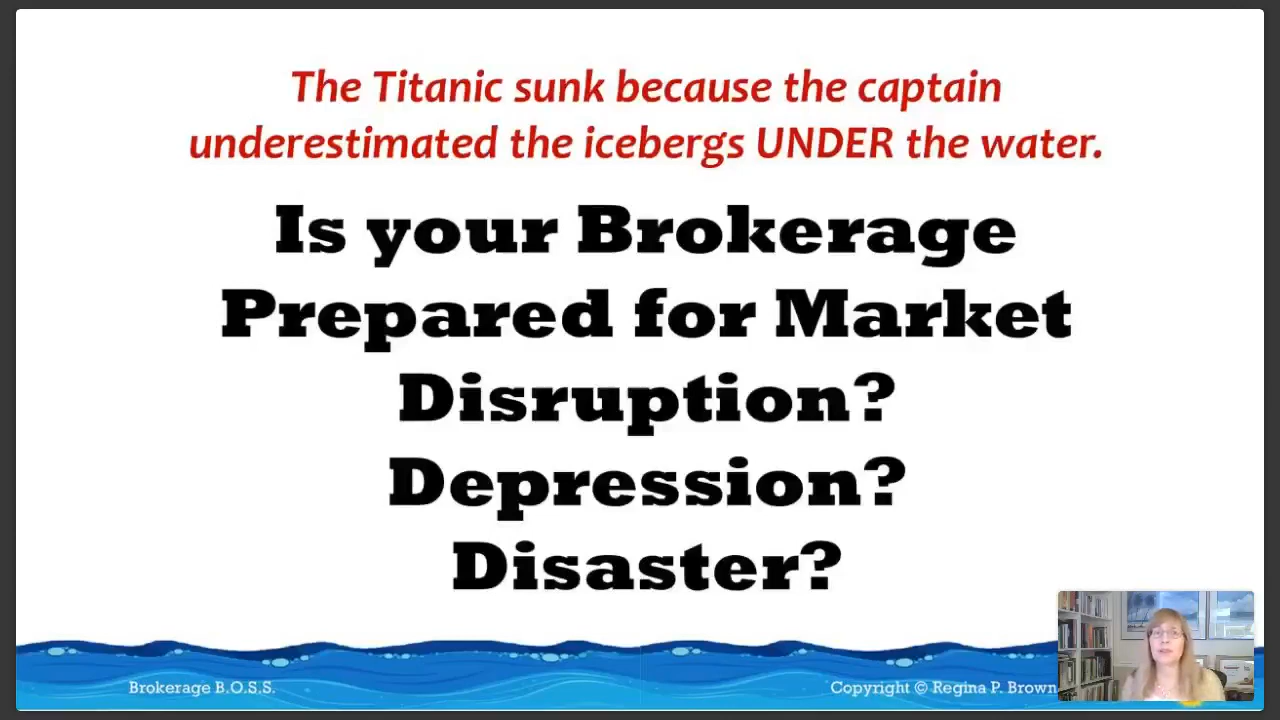 The Titanic sunk because the captain
underestimated the icebergs UNDER the water.
Is your Brokerage
Prepared for Market
Disruption?
Depression?
Disaster?
Brokerage B.O.S.S.
Copyright © Regina P. Brown